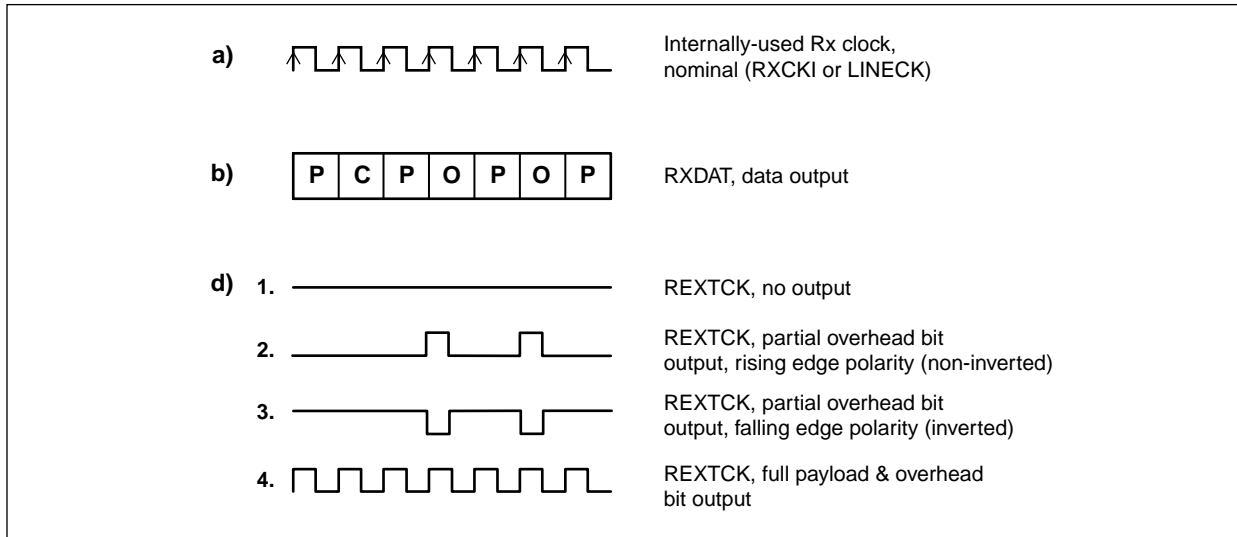 a)
Internally-used Rx clock,
nominal (RXCKI or LINECK)
b)
P C P O P O P
RXDAT, data output
d)
1.
REXTCK, no output
2.
REXTCK, partial overhead bit
output, rising edge polarity (non-inverted)
3.
REXTCK, partial overhead bit
output, falling edge polarity (inverted)
4.
REXTCK, full payload & overhead
bit output